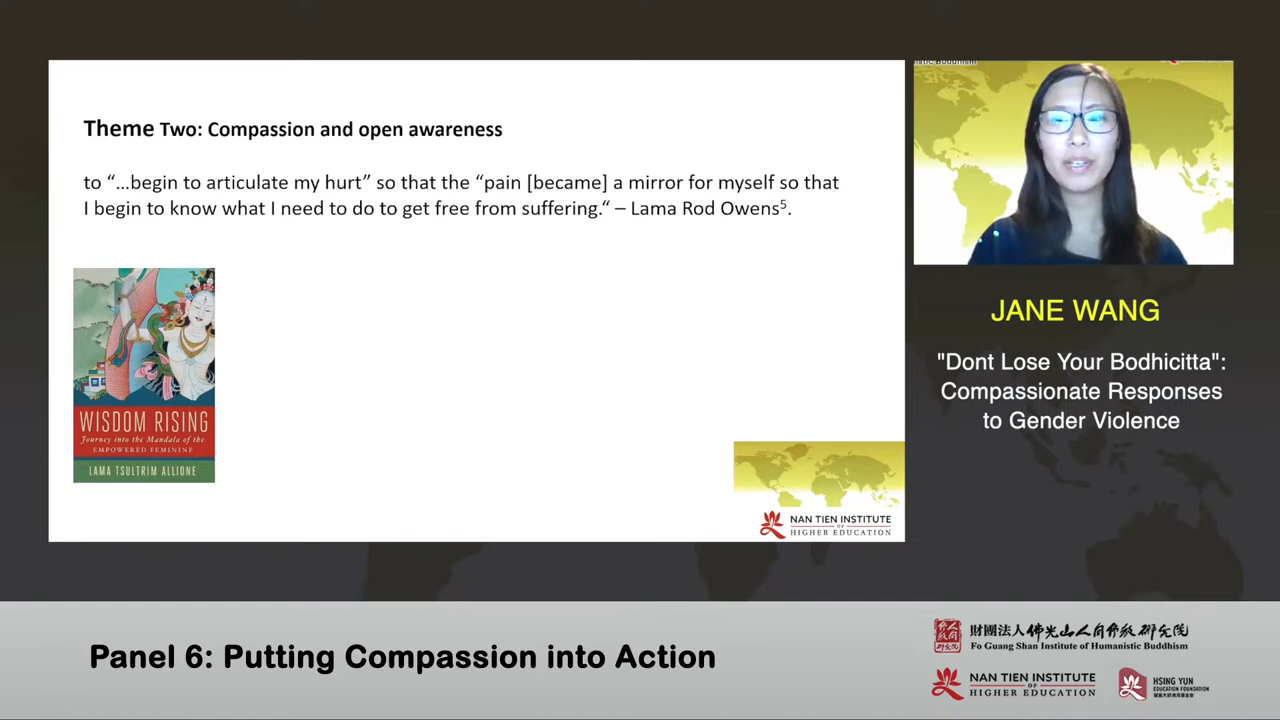 Theme Two: Compassion and open awareness
to “...begin to articulate my hurt” so that the “pain [became] a mirror for myself so that
I begin to know what I need to do to get free from suffering.“ – Lama Rod Owens5.
WISDOM RISING
Journey into the Mandala of the
EMPOWERED FEMININE
LAMA TSULTRIM ALLIONE
NAN TIEN INSTITUTE
OF
HIGHER EDUCATION
JANE WANG
"Dont Lose Your Bodhicitta":
Compassionate Responses
to Gender Violence
Panel 6: Putting Compassion into Action
財團法人佛光山人間佛教研究院
Fo Guang Shan Institute of Humanistic Buddhism
NAN TIEN INSTITUTE
OF
HIGHER EDUCATION
HSING YUN
EDUCATION FOUNDATION